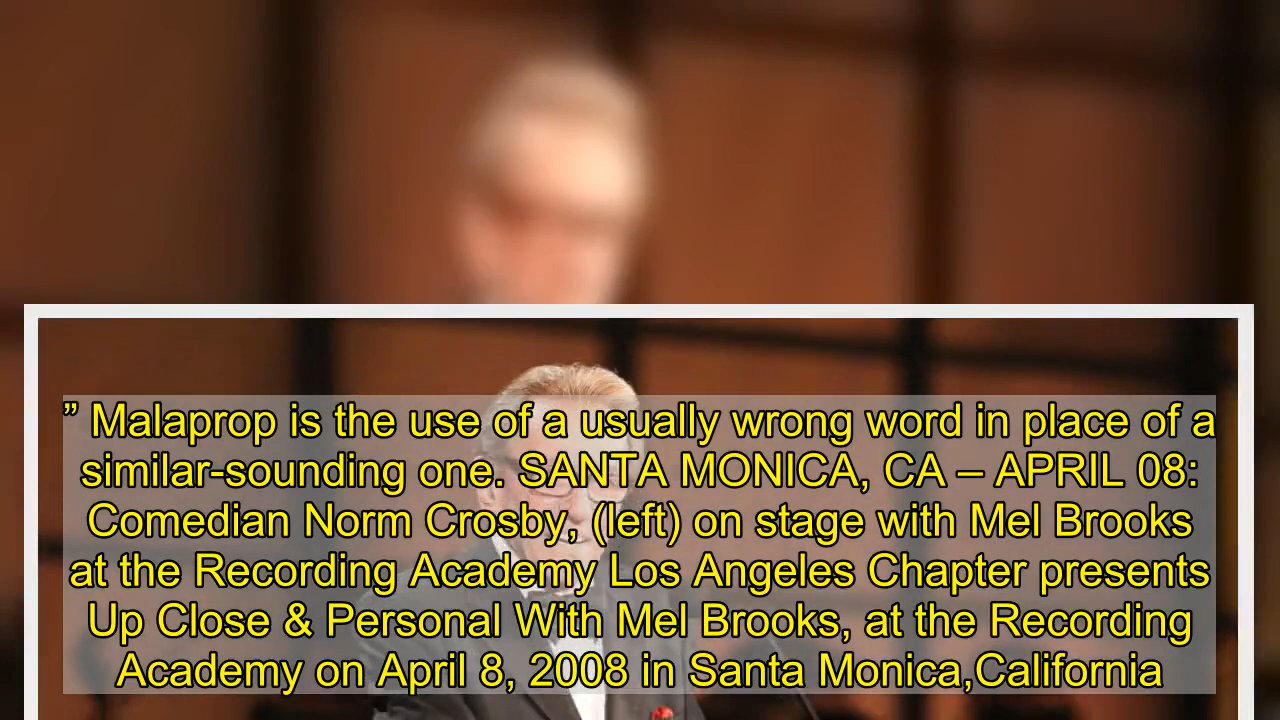 ” Malaprop is the use of a usually wrong word in place of a
similar-sounding one. SANTA MONICA, CA – APRIL 08:
Comedian Norm Crosby, (left) on stage with Mel Brooks
at the Recording Academy Los Angeles Chapter presents
Up Close & Personal With Mel Brooks, at the Recording
Academy on April 8, 2008 in Santa Monica,California